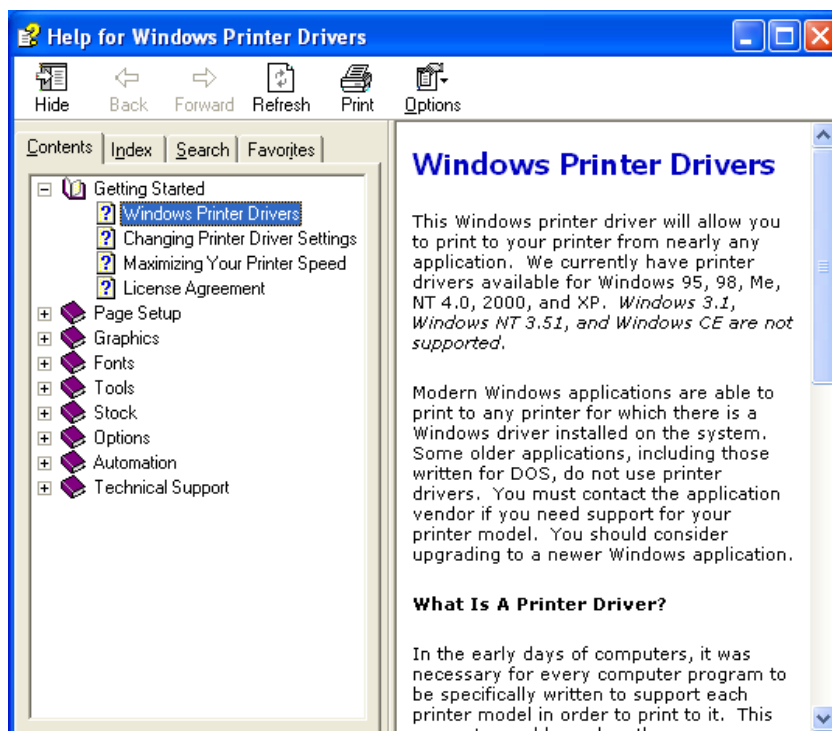 Help for Windows Printer Drivers
Hide Back Forward Refresh Print Options
Contents Index Search Favorites
Getting Started
Windows Printer Drivers
Changing Printer Driver Settings
Maximizing Your Printer Speed
License Agreement
Page Setup
Graphics
Fonts
Tools
Stock
Options
Automation
Technical Support
Windows Printer Drivers
This Windows printer driver will allow you
to print to your printer from nearly any
application. We currently have printer
drivers available for Windows 95, 98, Me,
NT 4.0, 2000, and XP. Windows 3.1,
Windows NT 3.51, and Windows CE are not
supported.
Modern Windows applications are able to
print to any printer for which there is a
Windows driver installed on the system.
Some older applications, including those
written for DOS, do not use printer
drivers. You must contact the application
vendor if you need support for your
printer model. You should consider
upgrading to a newer Windows application.
What Is A Printer Driver?
In the early days of computers, it was
necessary for every computer program to
be specifically written to support each
printer model in order to print to it. This